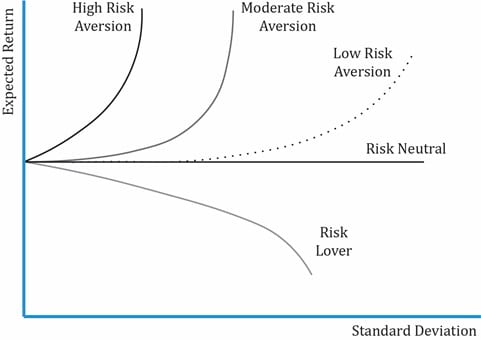 High Risk
Aversion
Moderate Risk
Aversion
Low Risk
Aversion
Risk Neutral
Risk
Lover
Expected Return
Standard Deviation